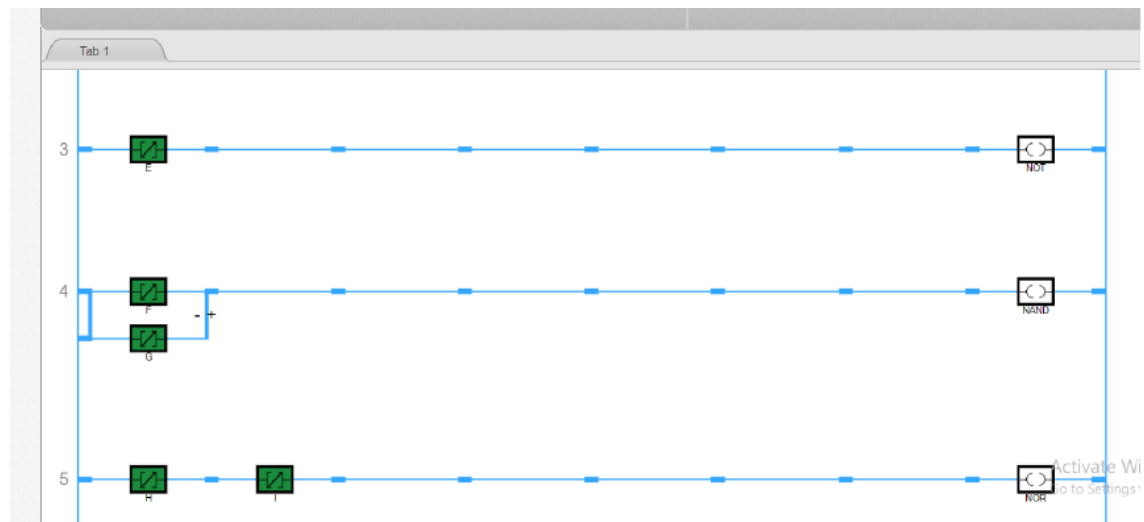 Tab 1
3
E
NOT
4
F
- +
NAND
G
5
H
I
NOR
Activate Wi
Go to Settings